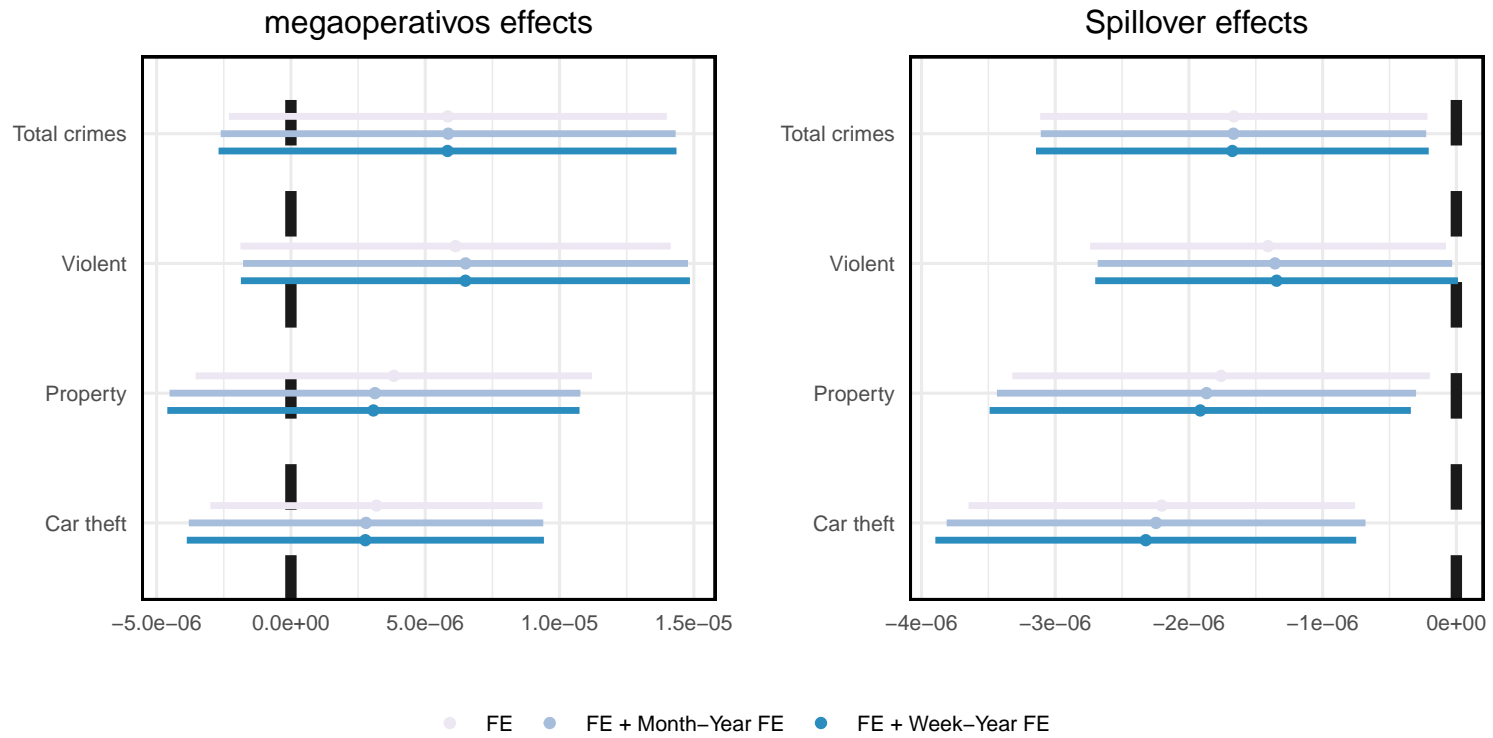 megaoperativos effects
Total crimes
Violent
Property
Car theft
−5.0e−06 0.0e+00 5.0e−06 1.0e−05 1.5e−05
Spillover effects
Total crimes
Violent
Property
Car theft
−4e−06 −3e−06 −2e−06 −1e−06 0e+00
FE FE + Month−Year FE FE + Week−Year FE